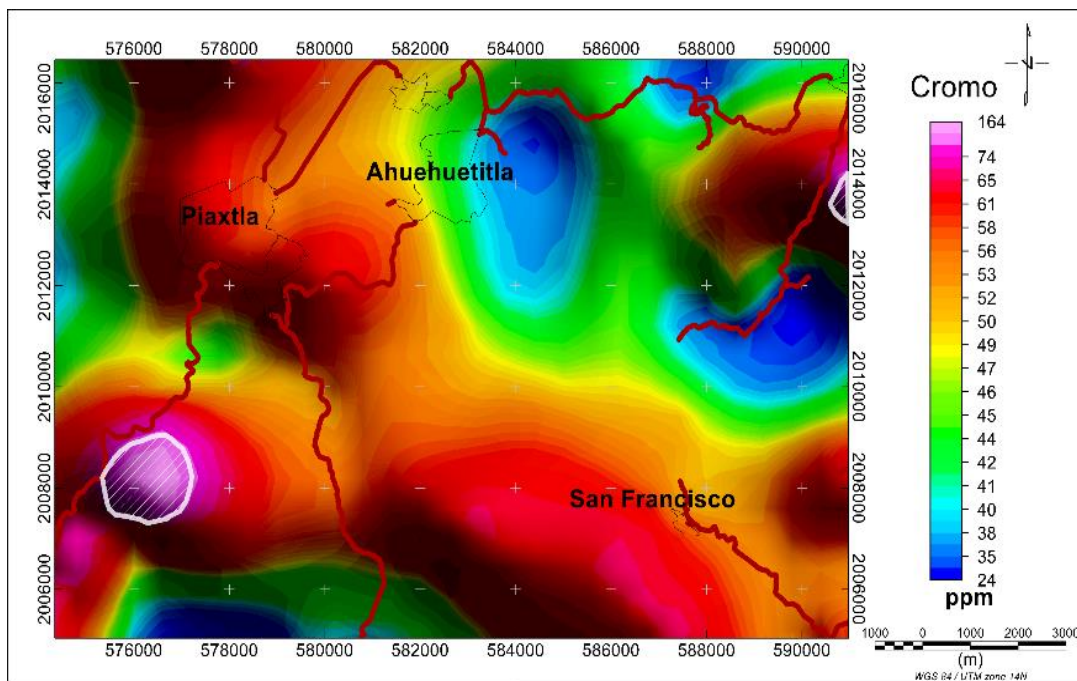 576000 578000 580000 582000 584000 586000 588000 590000
2016000 2016000
Cromo
164
74
65
61
58
56
53
52
50
49
47
46
44
45
43
41
40
38
35
24
ppm
Ahuehuetitla
2014000 2014000
Piaxtla
2012000 2012000
2010000 2010000
2008000 2008000
San Francisco
2006000 2006000
576000 578000 580000 582000 584000 586000 588000 590000
1000 0 1000 2000 3000
(m)
WGS 84 / UTM zone 14N